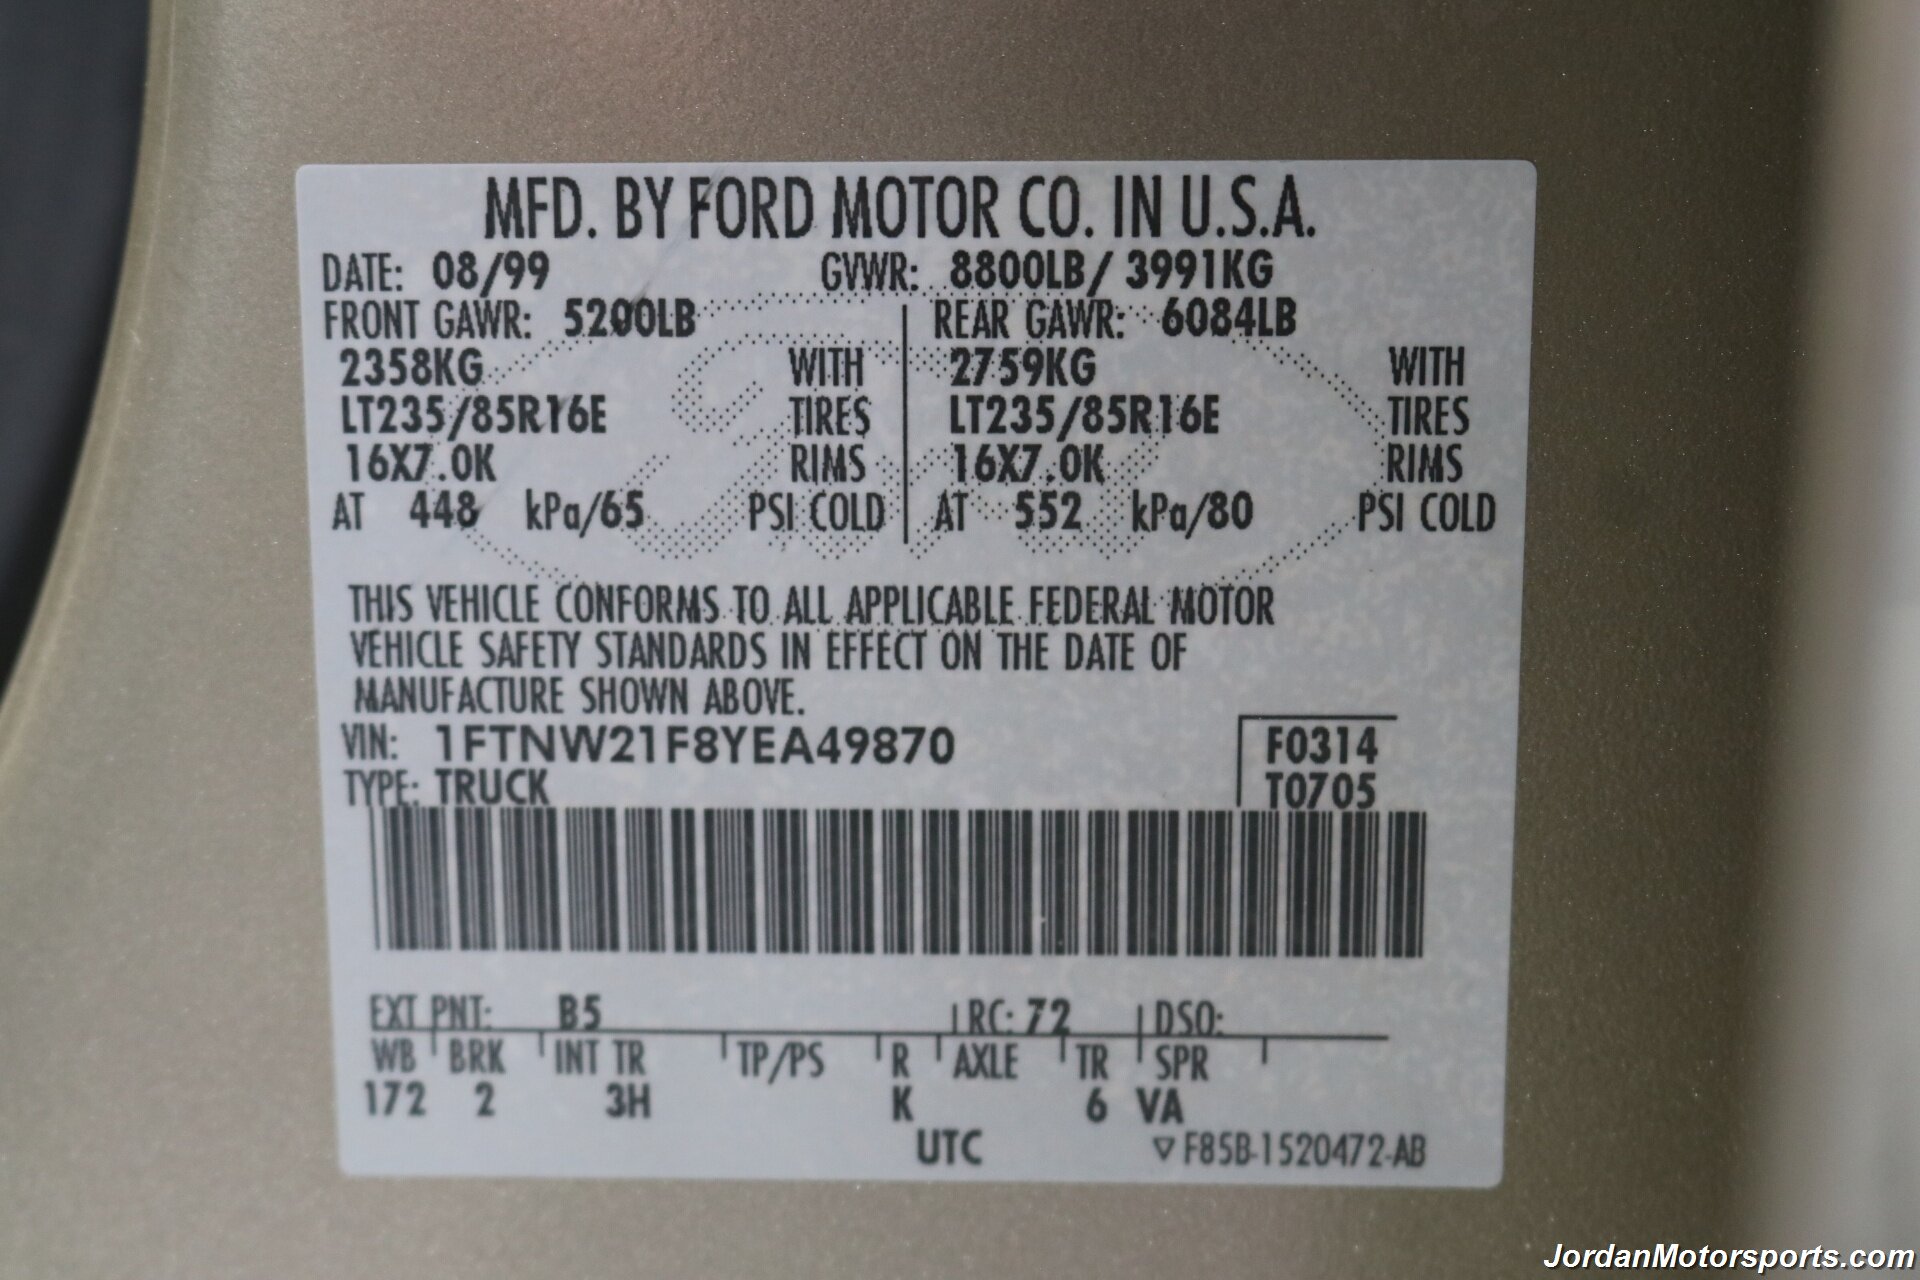 MFD. BY FORD MOTOR CO. IN U.S.A.
DATE: 08/99 GVWR: 8800LB/ 3991KG
FRONT GAWR: 5200LB REAR GAWR: 6084LB
2358KG WITH 2759KG WITH
LT235/85R16E TIRES LT235/85R16E TIRES
16X7.0K RIMS 16X7.0K RIMS
AT 448 kPa/65 PSI COLD AT 552 kPa/80 PSI COLD
THIS VEHICLE CONFORMS TO ALL APPLICABLE FEDERAL MOTOR
VEHICLE SAFETY STANDARDS IN EFFECT ON THE DATE OF
MANUFACTURE SHOWN ABOVE.
VIN: 1FTNW21F8YEA49870 F0314
TYPE: TRUCK T0705
EXT PNT: B5 RC: 72 DSO:
WB BRK INT TR TP/PS R AXLE TR SPR
172 2 3H K 6 VA
UTC ▽ F85B-1520472-AB
JordanMotorsports.com